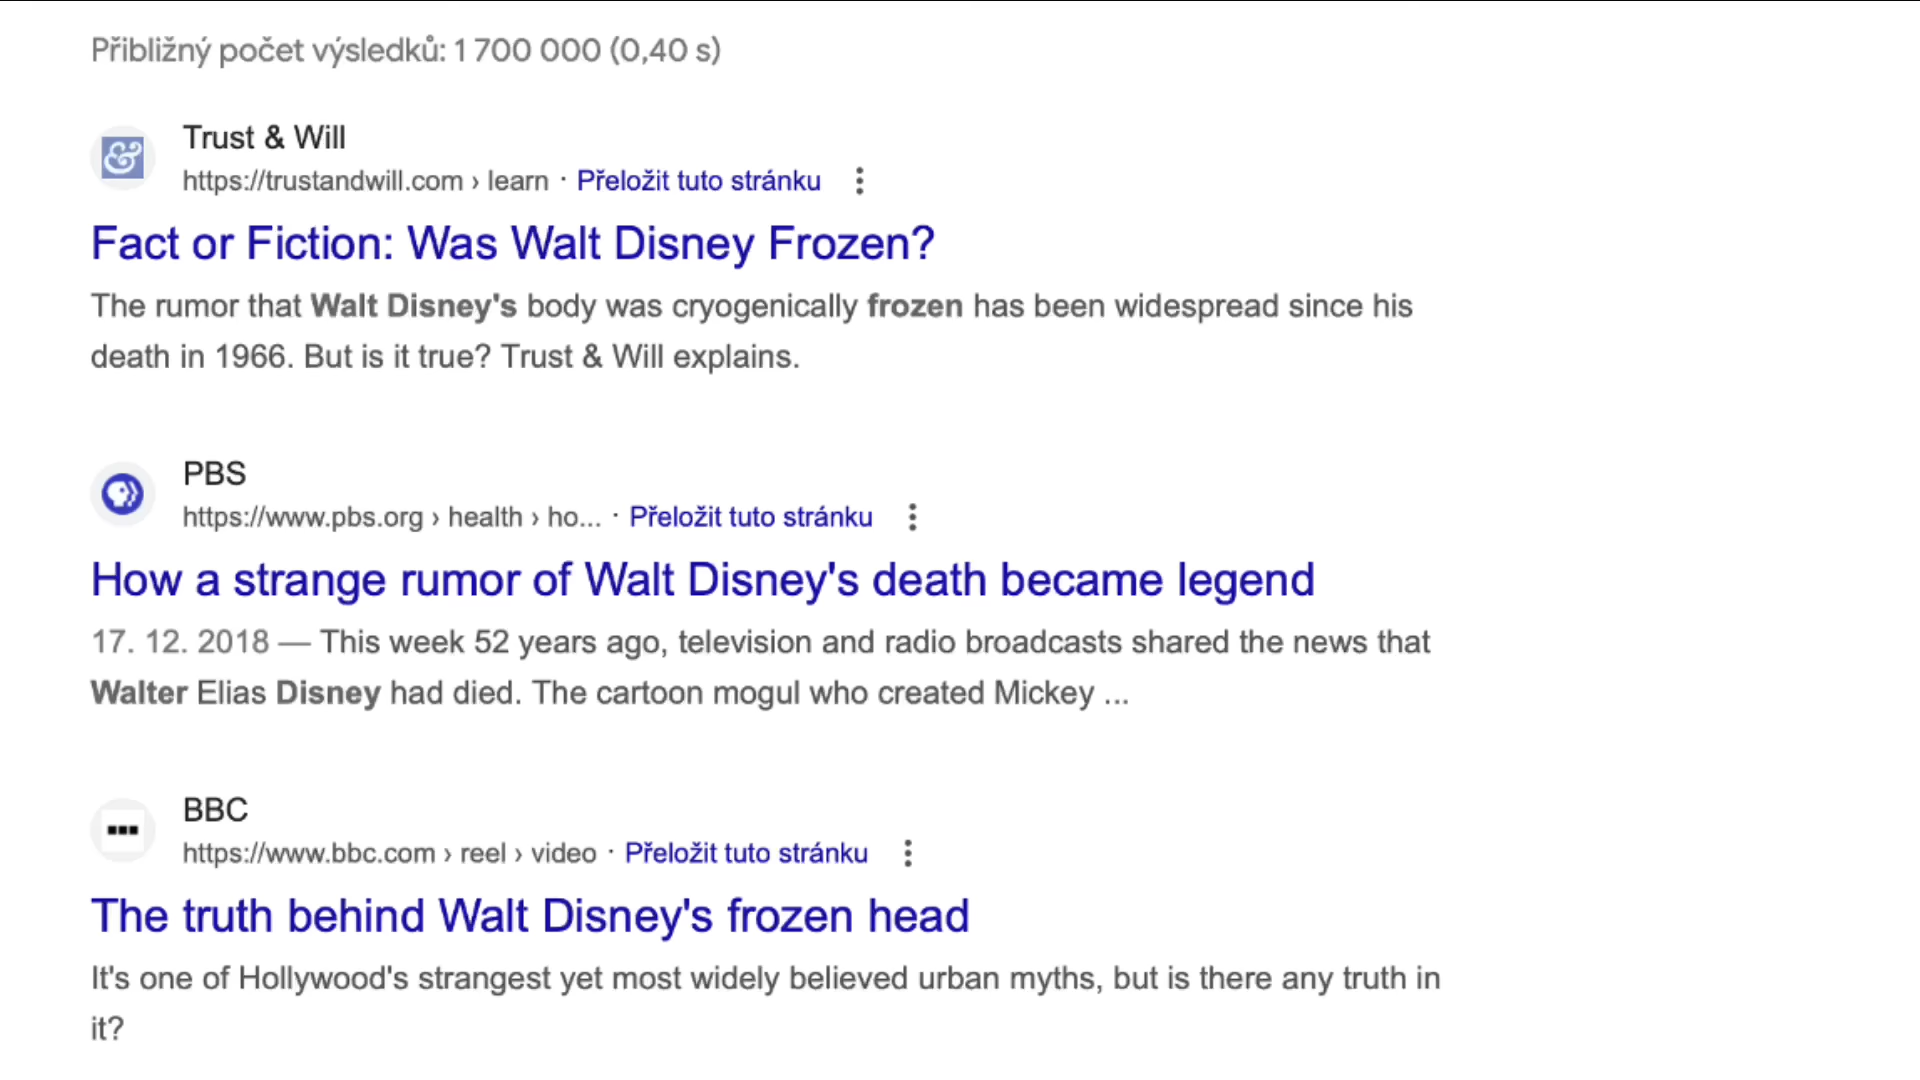 Přibližný počet výsledků: 1 700 000 (0,40 s)
Trust & Will
https://trustandwill.com › learn · Přeložit tuto stránku
Fact or Fiction: Was Walt Disney Frozen?
The rumor that Walt Disney's body was cryogenically frozen has been widespread since his
death in 1966. But is it true? Trust & Will explains.
PBS
https://www.pbs.org › health › ho... · Přeložit tuto stránku
How a strange rumor of Walt Disney's death became legend
17. 12. 2018 — This week 52 years ago, television and radio broadcasts shared the news that
Walter Elias Disney had died. The cartoon mogul who created Mickey ...
BBC
https://www.bbc.com › reel › video · Přeložit tuto stránku
The truth behind Walt Disney's frozen head
It's one of Hollywood's strangest yet most widely believed urban myths, but is there any truth in
it?